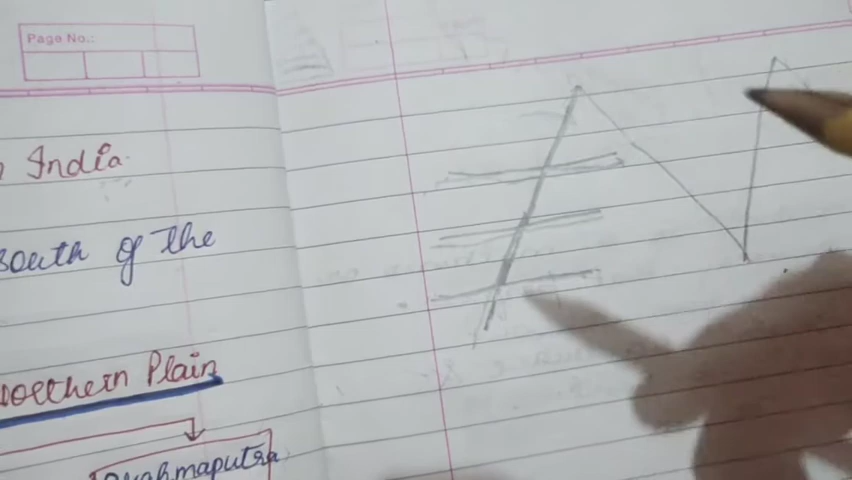 Page No.:
India
South of the
Northern Plain
Brahmaputra